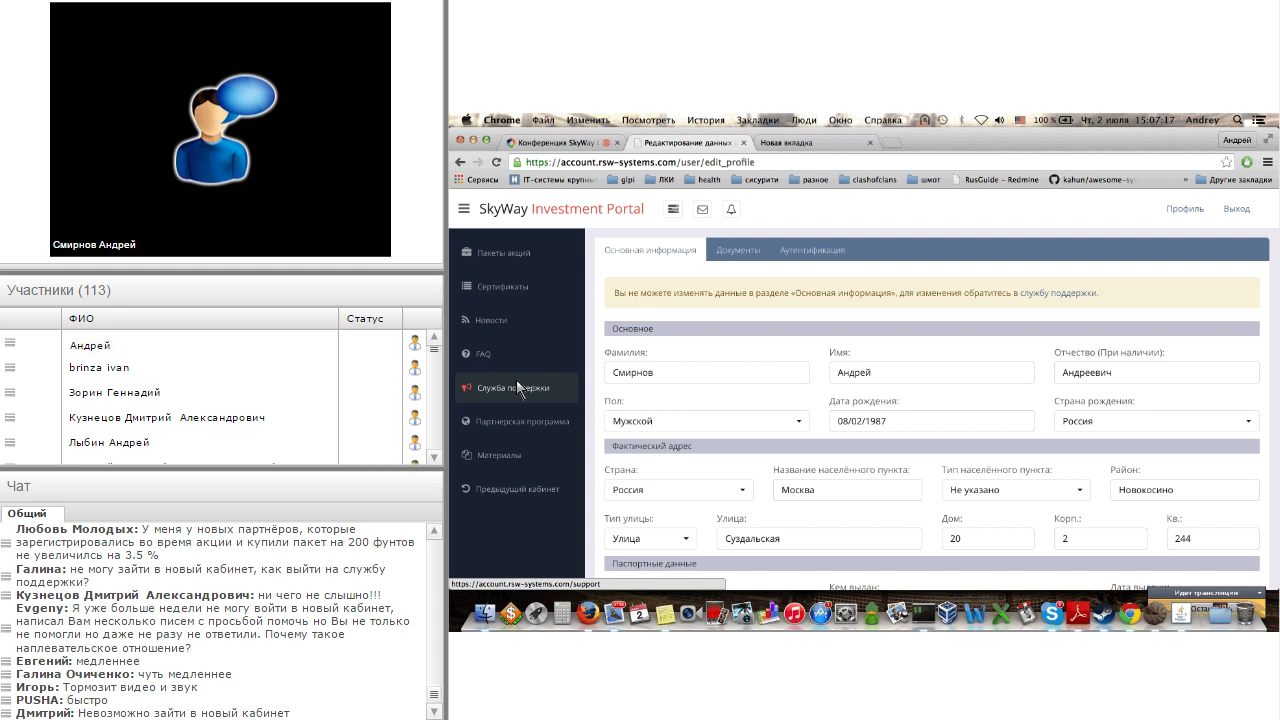 Смирнов Андрей
Участники (113)
ФИО
Статус
Андрей
brinza ivan
Зорин Геннадий
Кузнецов Дмитрий Александрович
Лыбин Андрей
Чат
Общий
Любовь Молодых: У меня у новых партнёров, которые
зарегистрировались во время акции и купили пакет на 200 фунтов
не увеличилсь на 3.5 %
Галина: не могу зайти в новый кабинет, как выйти на службу
поддержки?
Кузнецов Дмитрий Александрович: ни чего не слышно!!!
Evgeny: Я уже больше недели не могу войти в новый кабинет,
написал Вам несколько писем с просьбой помочь но Вы не только
не помогли но даже не разу не ответили. Почему такое
наплевательское отношение?
Евгений: медленнее
Галина Очиченко: чуть медленнее
Игорь: Тормозит видео и звук
PUSHA: быстро
Дмитрий: Невозможно зайти в новый кабинет
Chrome Файл Изменить Посмотреть История Закладки Люди Окно Справка 100% Чт, 2 июля 15:07:17 Andrey
Конференция SkyWay
Редактирование данных
Новая вкладка
Андрей
https://account.rsw-systems.com/user/edit_profile
Сервисы IT-системы крупны glpi ЛКИ health сисурити разное clashofclans шмот RusGuide - Redmine kahun/awesome-sy » Другие закладки
SkyWay Investment Portal
Профиль
Выход
Пакеты акций
Сертификаты
Новости
FAQ
Служба поддержки
Партнерская программа
Материалы
Предыдущий кабинет
Основная информация
Документы
Аутентификация
Вы не можете изменять данные в разделе «Основная информация», для изменения обратитесь в службу поддержки.
Основное
Фамилия: Имя: Отчество (При наличии):
Смирнов Андрей Андреевич
Пол: Дата рождения: Страна рождения:
Мужской 08/02/1987 Россия
Фактический адрес
Страна: Название населённого пункта: Тип населённого пункта: Район:
Россия Москва Не указано Новокосино
Тип улицы: Улица: Дом: Корп.: Кв.:
Улица Суздальская 20 2 244
Паспортные данные
Кем выдан:
https://account.rsw-systems.com/support
Идет трансляция